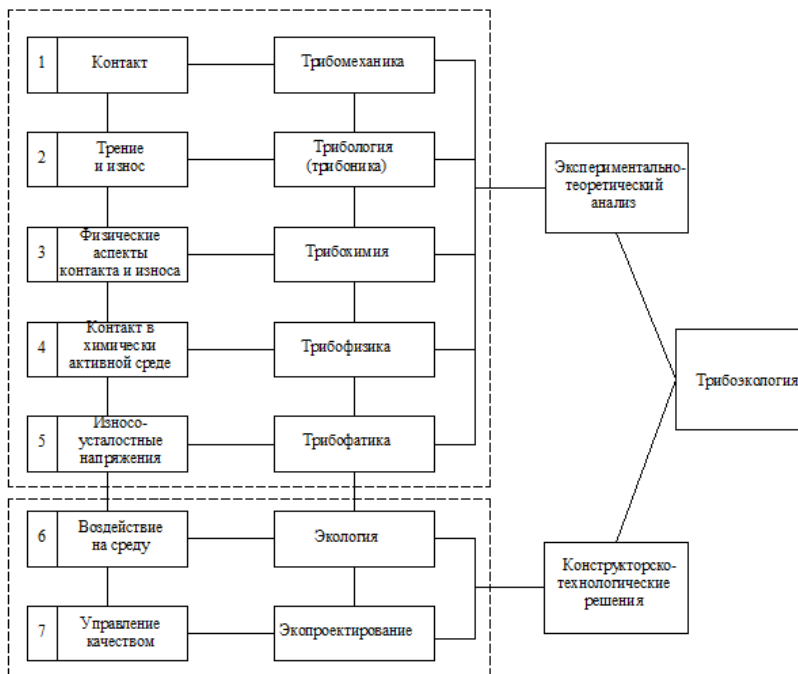 1
Контакт
Трибомеханика
2
Трение
и износ
Трибология
(трибоника)
Экспериментально-
теоретический
анализ
3
Физические
аспекты
контакта и износа
Трибохимия
4
Контакт в
химически
активной среде
Трибофизика
Трибоэкология
5
Износо-
усталостные
напряжения
Трибофатика
6
Воздействие
на среду
Экология
Конструкторско-
технологические
решения
7
Управление
качеством
Экопроектирование